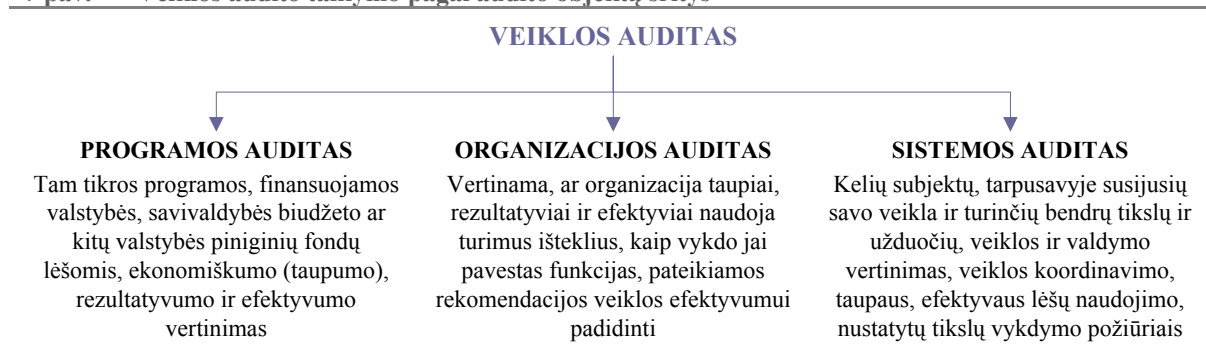 VEIKLOS AUDITAS
PROGRAMOS AUDITAS
Tam tikros programos, finansuojamos
valstybės, savivaldybės biudžeto ar
kitų valstybės piniginių fondų
lėšomis, ekonomiškumo (taupumo),
rezultatyvumo ir efektyvumo
vertinimas
ORGANIZACIJOS AUDITAS
Vertinama, ar organizacija taupiai,
rezultatyviai ir efektyviai naudoja
turimus išteklius, kaip vykdo jai
pavestas funkcijas, pateikiamos
rekomendacijos veiklos efektyvumui
padidinti
SISTEMOS AUDITAS
Kelių subjektų, tarpusavyje susijusių
savo veikla ir turinčių bendrų tikslų ir
užduočių, veiklos ir valdymo
vertinimas, veiklos koordinavimo,
taupaus, efektyvaus lėšų naudojimo,
nustatytų tikslų vykdymo požiūriais